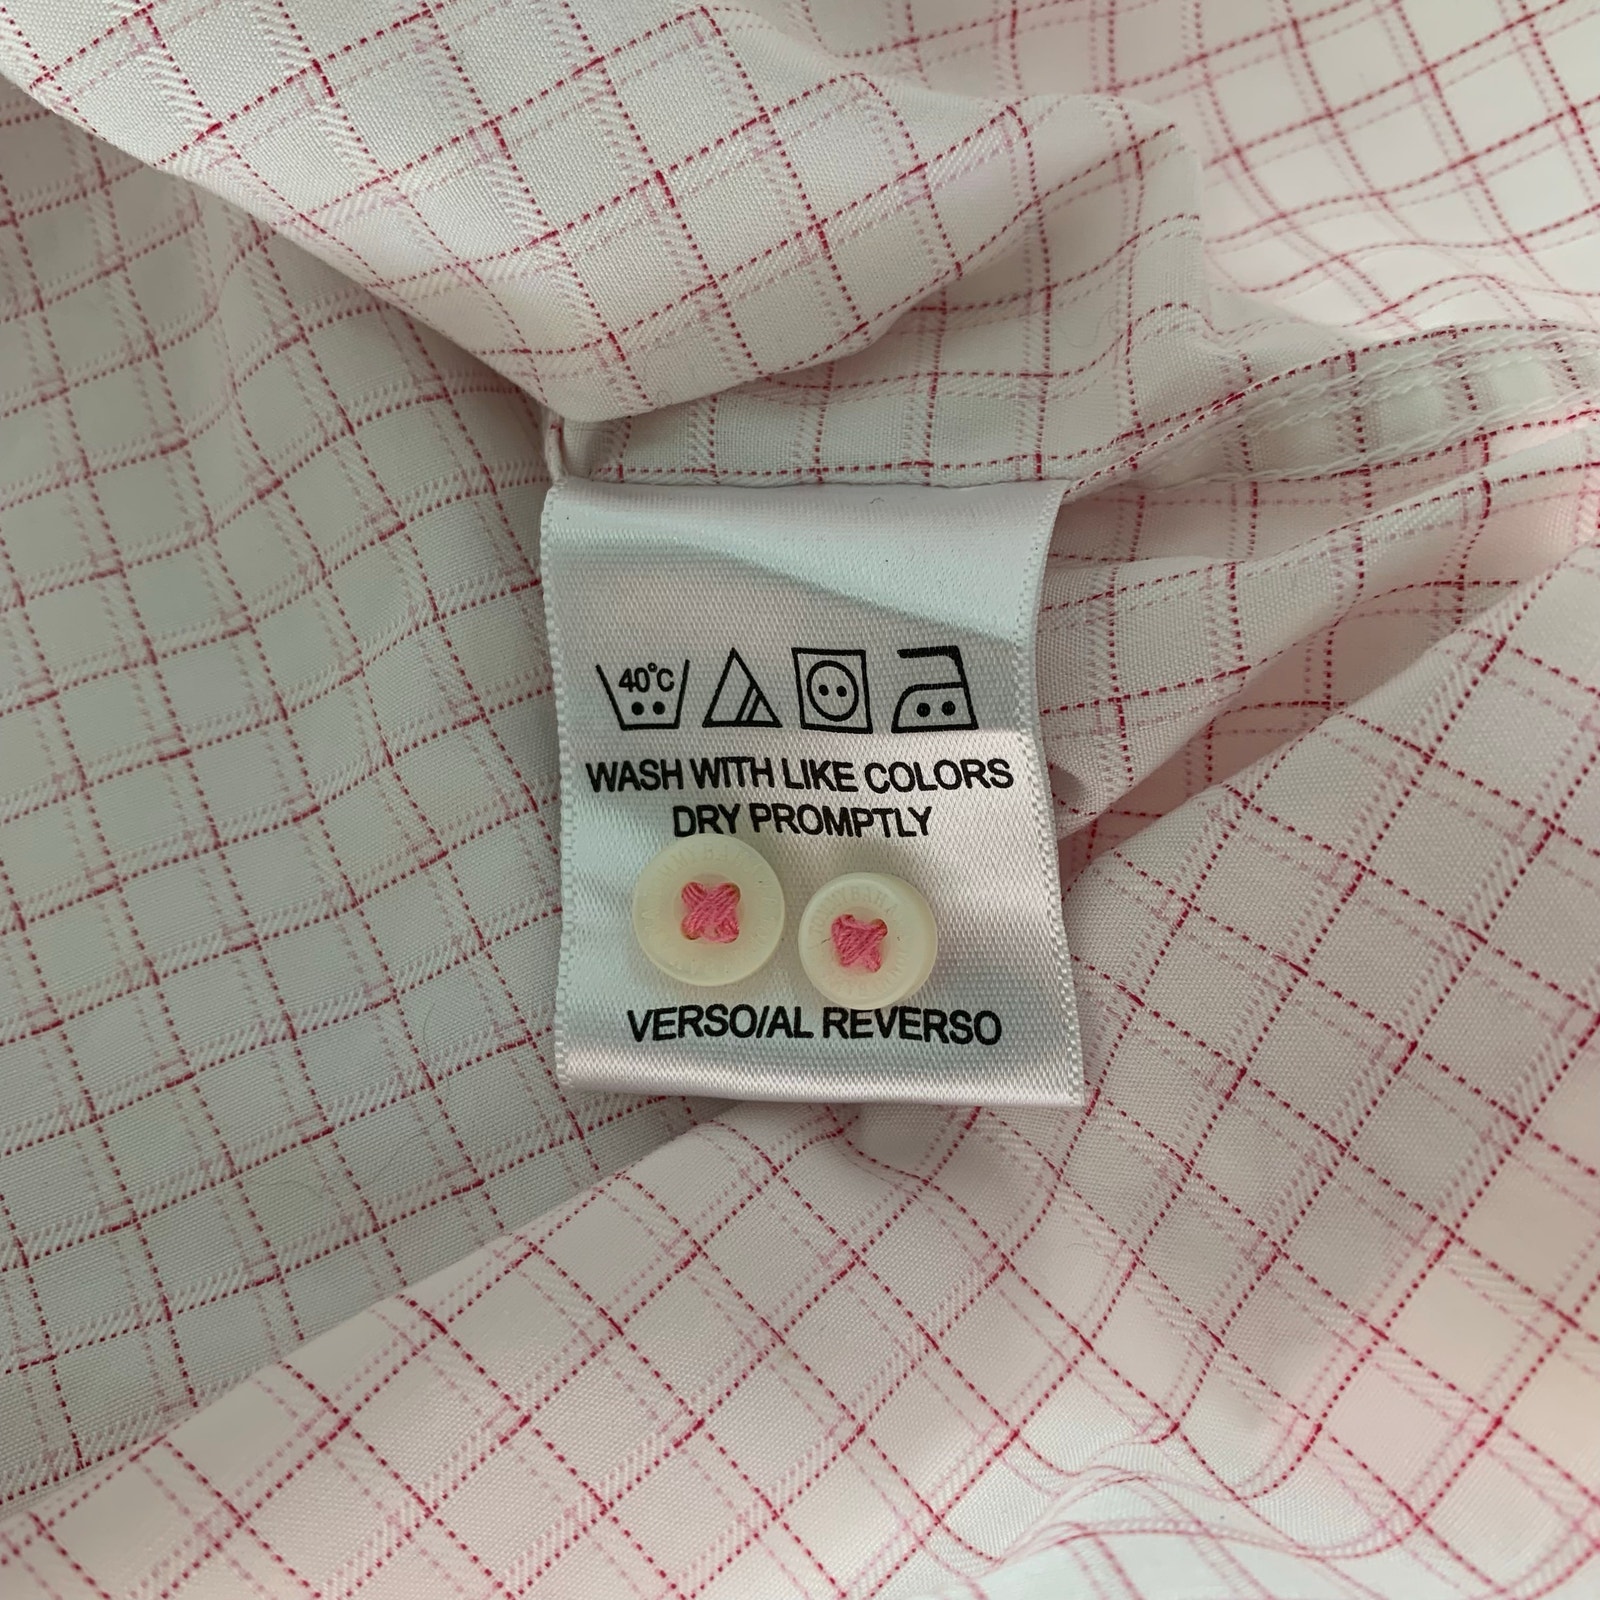 40°C
WASH WITH LIKE COLORS
DRY PROMPTLY
VERSO/AL REVERSO